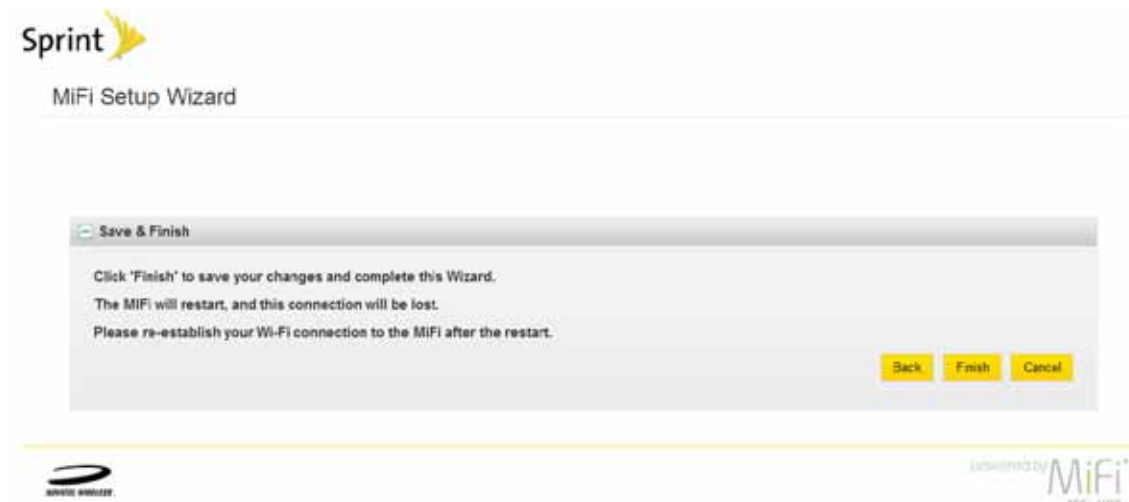 Sprint
MiFi Setup Wizard
Save & Finish
Click 'Finish' to save your changes and complete this Wizard.
The MiFi will restart, and this connection will be lost.
Please re-establish your Wi-Fi connection to the MiFi after the restart.
Back Finish Cancel
powered by MiFi